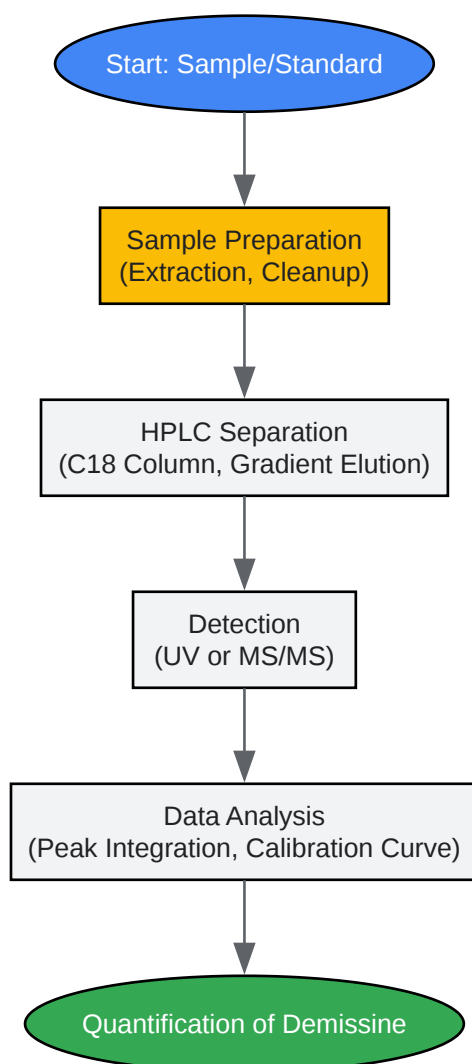 Start: Sample/Standard
Sample Preparation
(Extraction, Cleanup)
HPLC Separation
(C18 Column, Gradient Elution)
Detection
(UV or MS/MS)
Data Analysis
(Peak Integration, Calibration Curve)
Quantification of Demissine